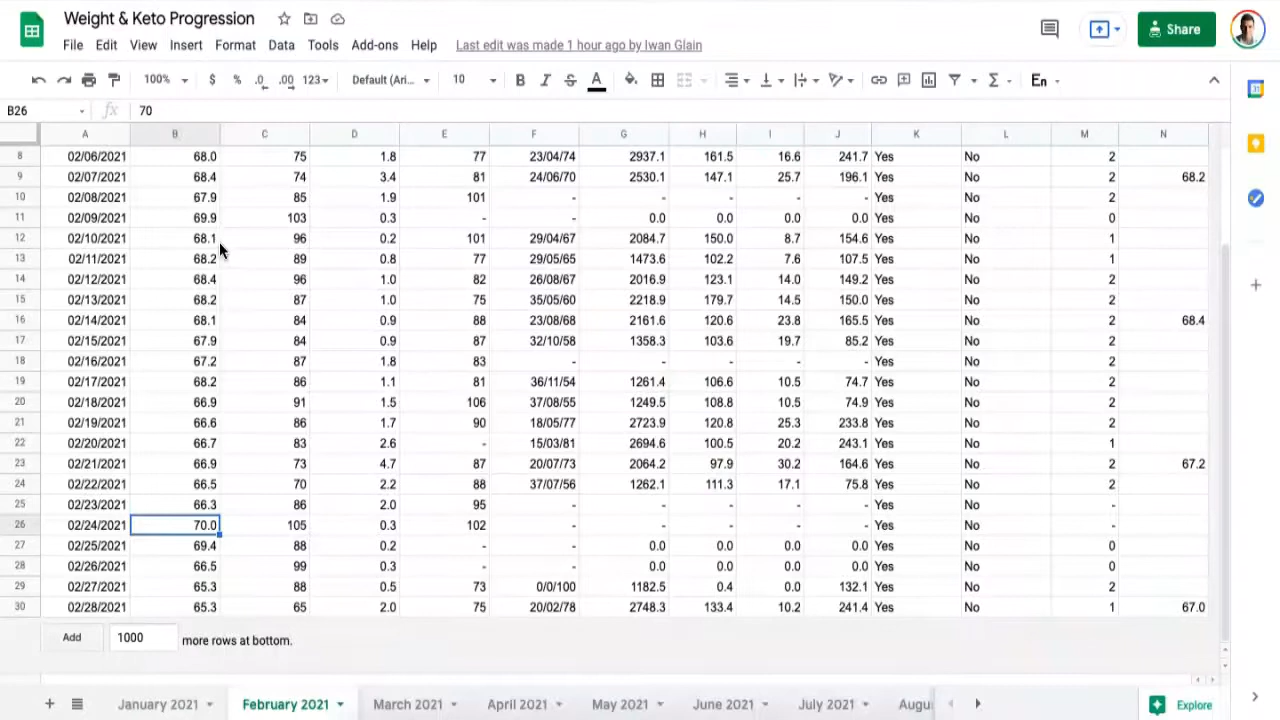 Weight & Keto Progression
File Edit View Insert Format Data Tools Add-ons Help Last edit was made 1 hour ago by Iwan Glain
Share
100% $ % .0 .00 123 Default (Ari... 10 B I S A Σ En
B26 fx 70
A B C D E F G H I J K L M N
8 02/06/2021 68.0 75 1.8 77 23/04/74 2937.1 161.5 16.6 241.7 Yes No 2
9 02/07/2021 68.4 74 3.4 81 24/06/70 2530.1 147.1 25.7 196.1 Yes No 2 68.2
10 02/08/2021 67.9 85 1.9 101 - - - - - Yes No 2
11 02/09/2021 69.9 103 0.3 - - 0.0 0.0 0.0 0.0 Yes No 0
12 02/10/2021 68.1 96 0.2 101 29/04/67 2084.7 150.0 8.7 154.6 Yes No 1
13 02/11/2021 68.2 89 0.8 77 29/05/65 1473.6 102.2 7.6 107.5 Yes No 1
14 02/12/2021 68.4 96 1.0 82 26/08/67 2016.9 123.1 14.0 149.2 Yes No 2
15 02/13/2021 68.2 87 1.0 75 35/05/60 2218.9 179.7 14.5 150.0 Yes No 2
16 02/14/2021 68.1 84 0.9 88 23/08/68 2161.6 120.6 23.8 165.5 Yes No 2 68.4
17 02/15/2021 67.9 84 0.9 87 32/10/58 1358.3 103.6 19.7 85.2 Yes No 2
18 02/16/2021 67.2 87 1.8 83 - - - - - Yes No 2
19 02/17/2021 68.2 86 1.1 81 36/11/54 1261.4 106.6 10.5 74.7 Yes No 2
20 02/18/2021 66.9 91 1.5 106 37/08/55 1249.5 108.8 10.5 74.9 Yes No 2
21 02/19/2021 66.6 86 1.7 90 18/05/77 2723.9 120.8 25.3 233.8 Yes No 2
22 02/20/2021 66.7 83 2.6 - 15/03/81 2694.6 100.5 20.2 243.1 Yes No 1
23 02/21/2021 66.9 73 4.7 87 20/07/73 2064.2 97.9 30.2 164.6 Yes No 2 67.2
24 02/22/2021 66.5 70 2.2 88 37/07/56 1262.1 111.3 17.1 75.8 Yes No 2
25 02/23/2021 66.3 86 2.0 95 - - - - - Yes No -
26 02/24/2021 70.0 105 0.3 102 - - - - - Yes No -
27 02/25/2021 69.4 88 0.2 - - 0.0 0.0 0.0 0.0 Yes No 0
28 02/26/2021 66.5 99 0.3 - - 0.0 0.0 0.0 0.0 Yes No 0
29 02/27/2021 65.3 88 0.5 73 0/0/100 1182.5 0.4 0.0 132.1 Yes No 2
30 02/28/2021 65.3 65 2.0 75 20/02/78 2748.3 133.4 10.2 241.4 Yes No 1 67.0
Add 1000 more rows at bottom.
January 2021 February 2021 March 2021 April 2021 May 2021 June 2021 July 2021 Augu Explore